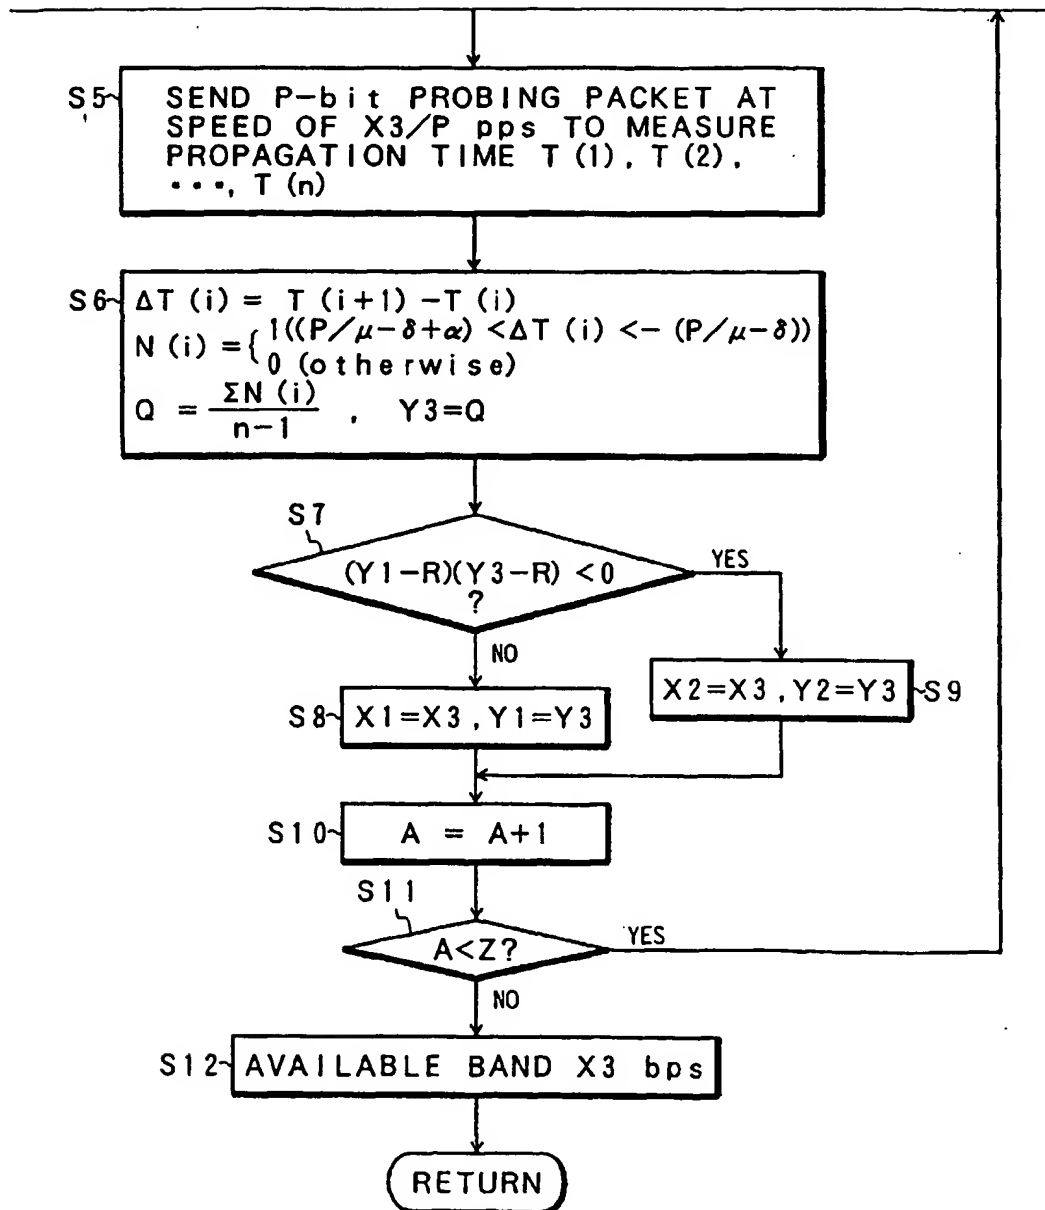 S5
SEND P-bit PROBING PACKET AT
SPEED OF X3/P pps TO MEASURE
PROPAGATION TIME T(1), T(2),
•••, T(n)
S6
ΔT(i) = T(i+1) -T(i)
N(i) = { 1((P/μ-δ+α) <ΔT(i) <- (P/μ-δ))
0 (otherwise)
Q = ΣN(i) / n-1 , Y3=Q
S7
(Y1-R)(Y3-R) <0
?
YES
NO
S8
X1=X3, Y1=Y3
X2=X3, Y2=Y3
S9
S10
A = A+1
S11
A<Z?
YES
NO
S12
AVAILABLE BAND X3 bps
RETURN